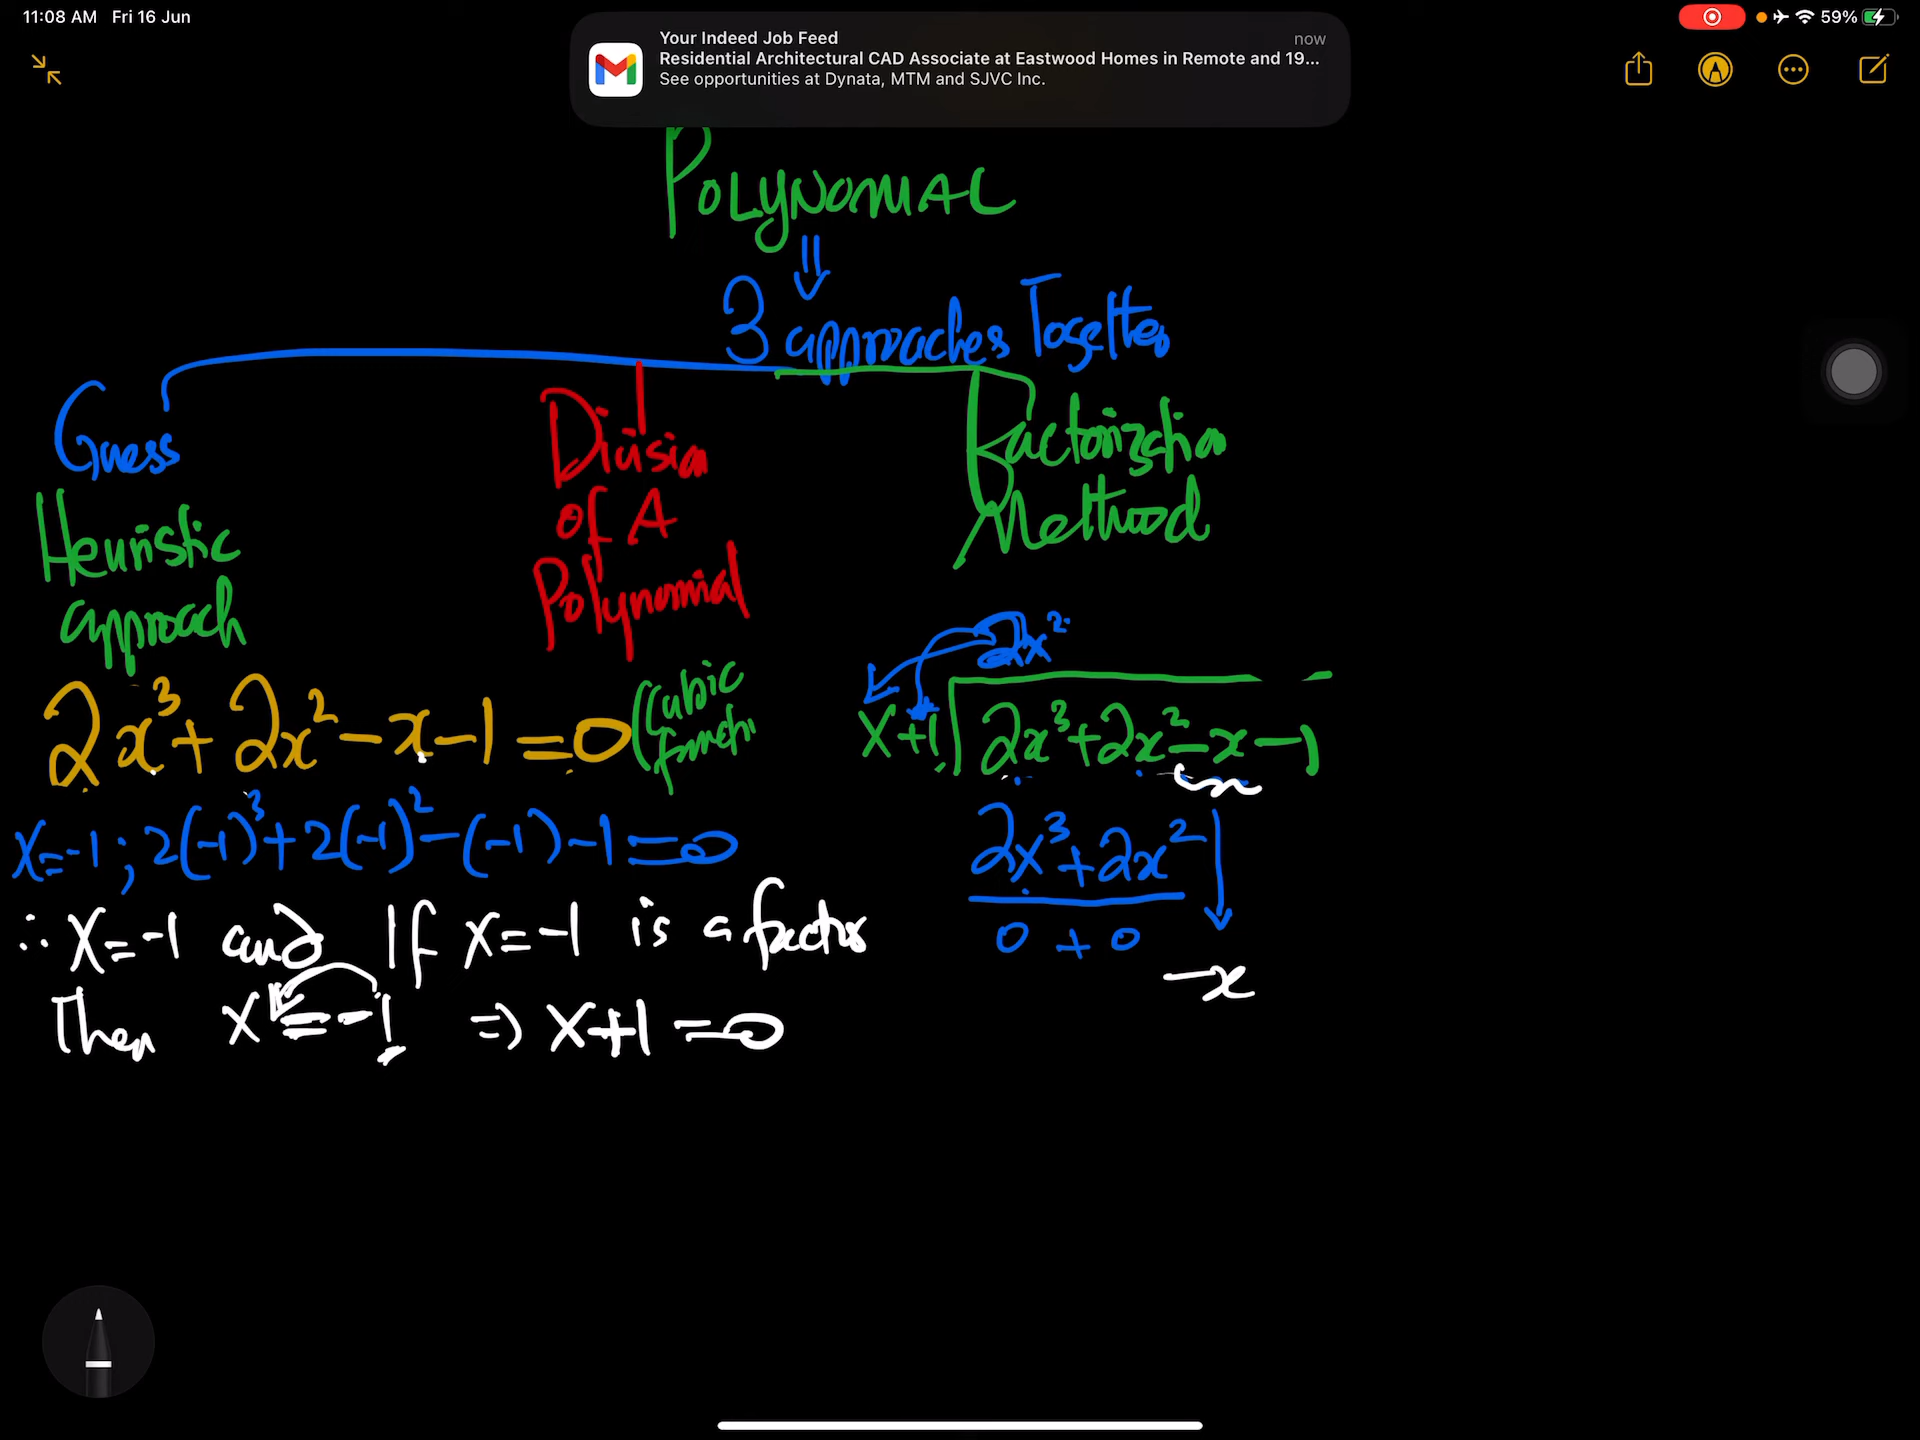 11:08 AM Fri 16 Jun
59%
Your Indeed Job Feed
now
Residential Architectural CAD Associate at Eastwood Homes in Remote and 19...
See opportunities at Dynata, MTM and SJVC Inc.
POLYNOMIAL
⇓
3 approaches Together
Guess
Heuristic
approach
Division
of A
Polynomial
Factorization
Method
2x³+2x²-x-1=0 (Cubic
2x²
x+1 2x³+2x²-x-1
x=-1; 2(-1)³+2(-1)²-(-1)-1=0
2x³+2x²
0 + 0
-x
∴ x=-1 and If x=-1 is a factor
Then x=-1 ⇒ x+1=0